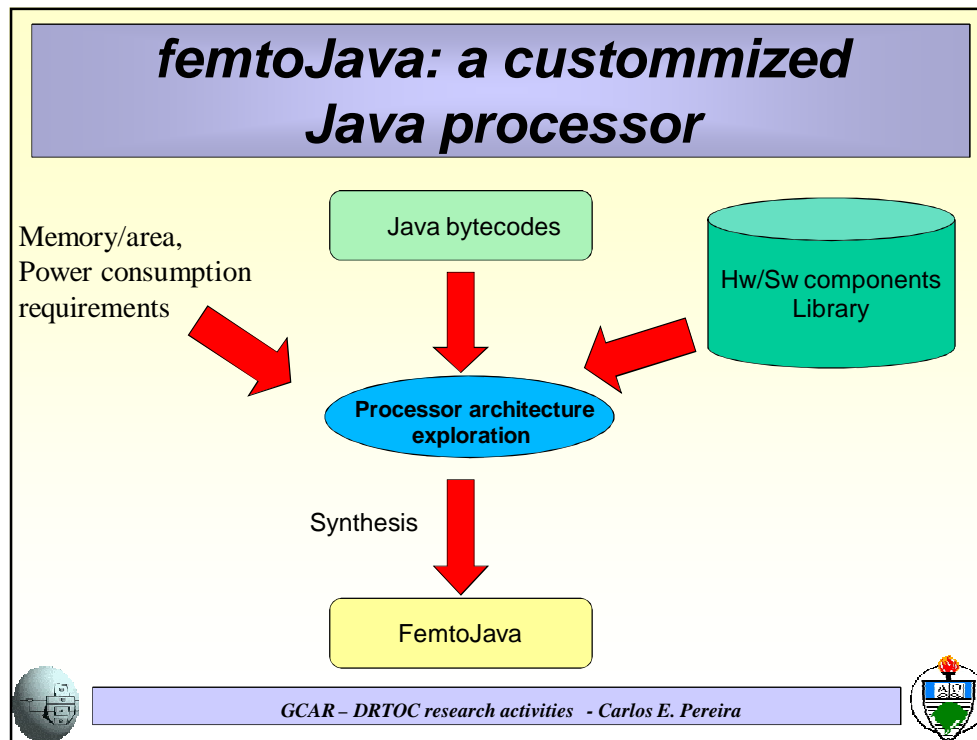 femtoJava: a custommized
Java processor
Memory/area,
Power consumption
requirements
Java bytecodes
Hw/Sw components
Library
Processor architecture
exploration
Synthesis
FemtoJava
GCAR – DRTOC research activities - Carlos E. Pereira